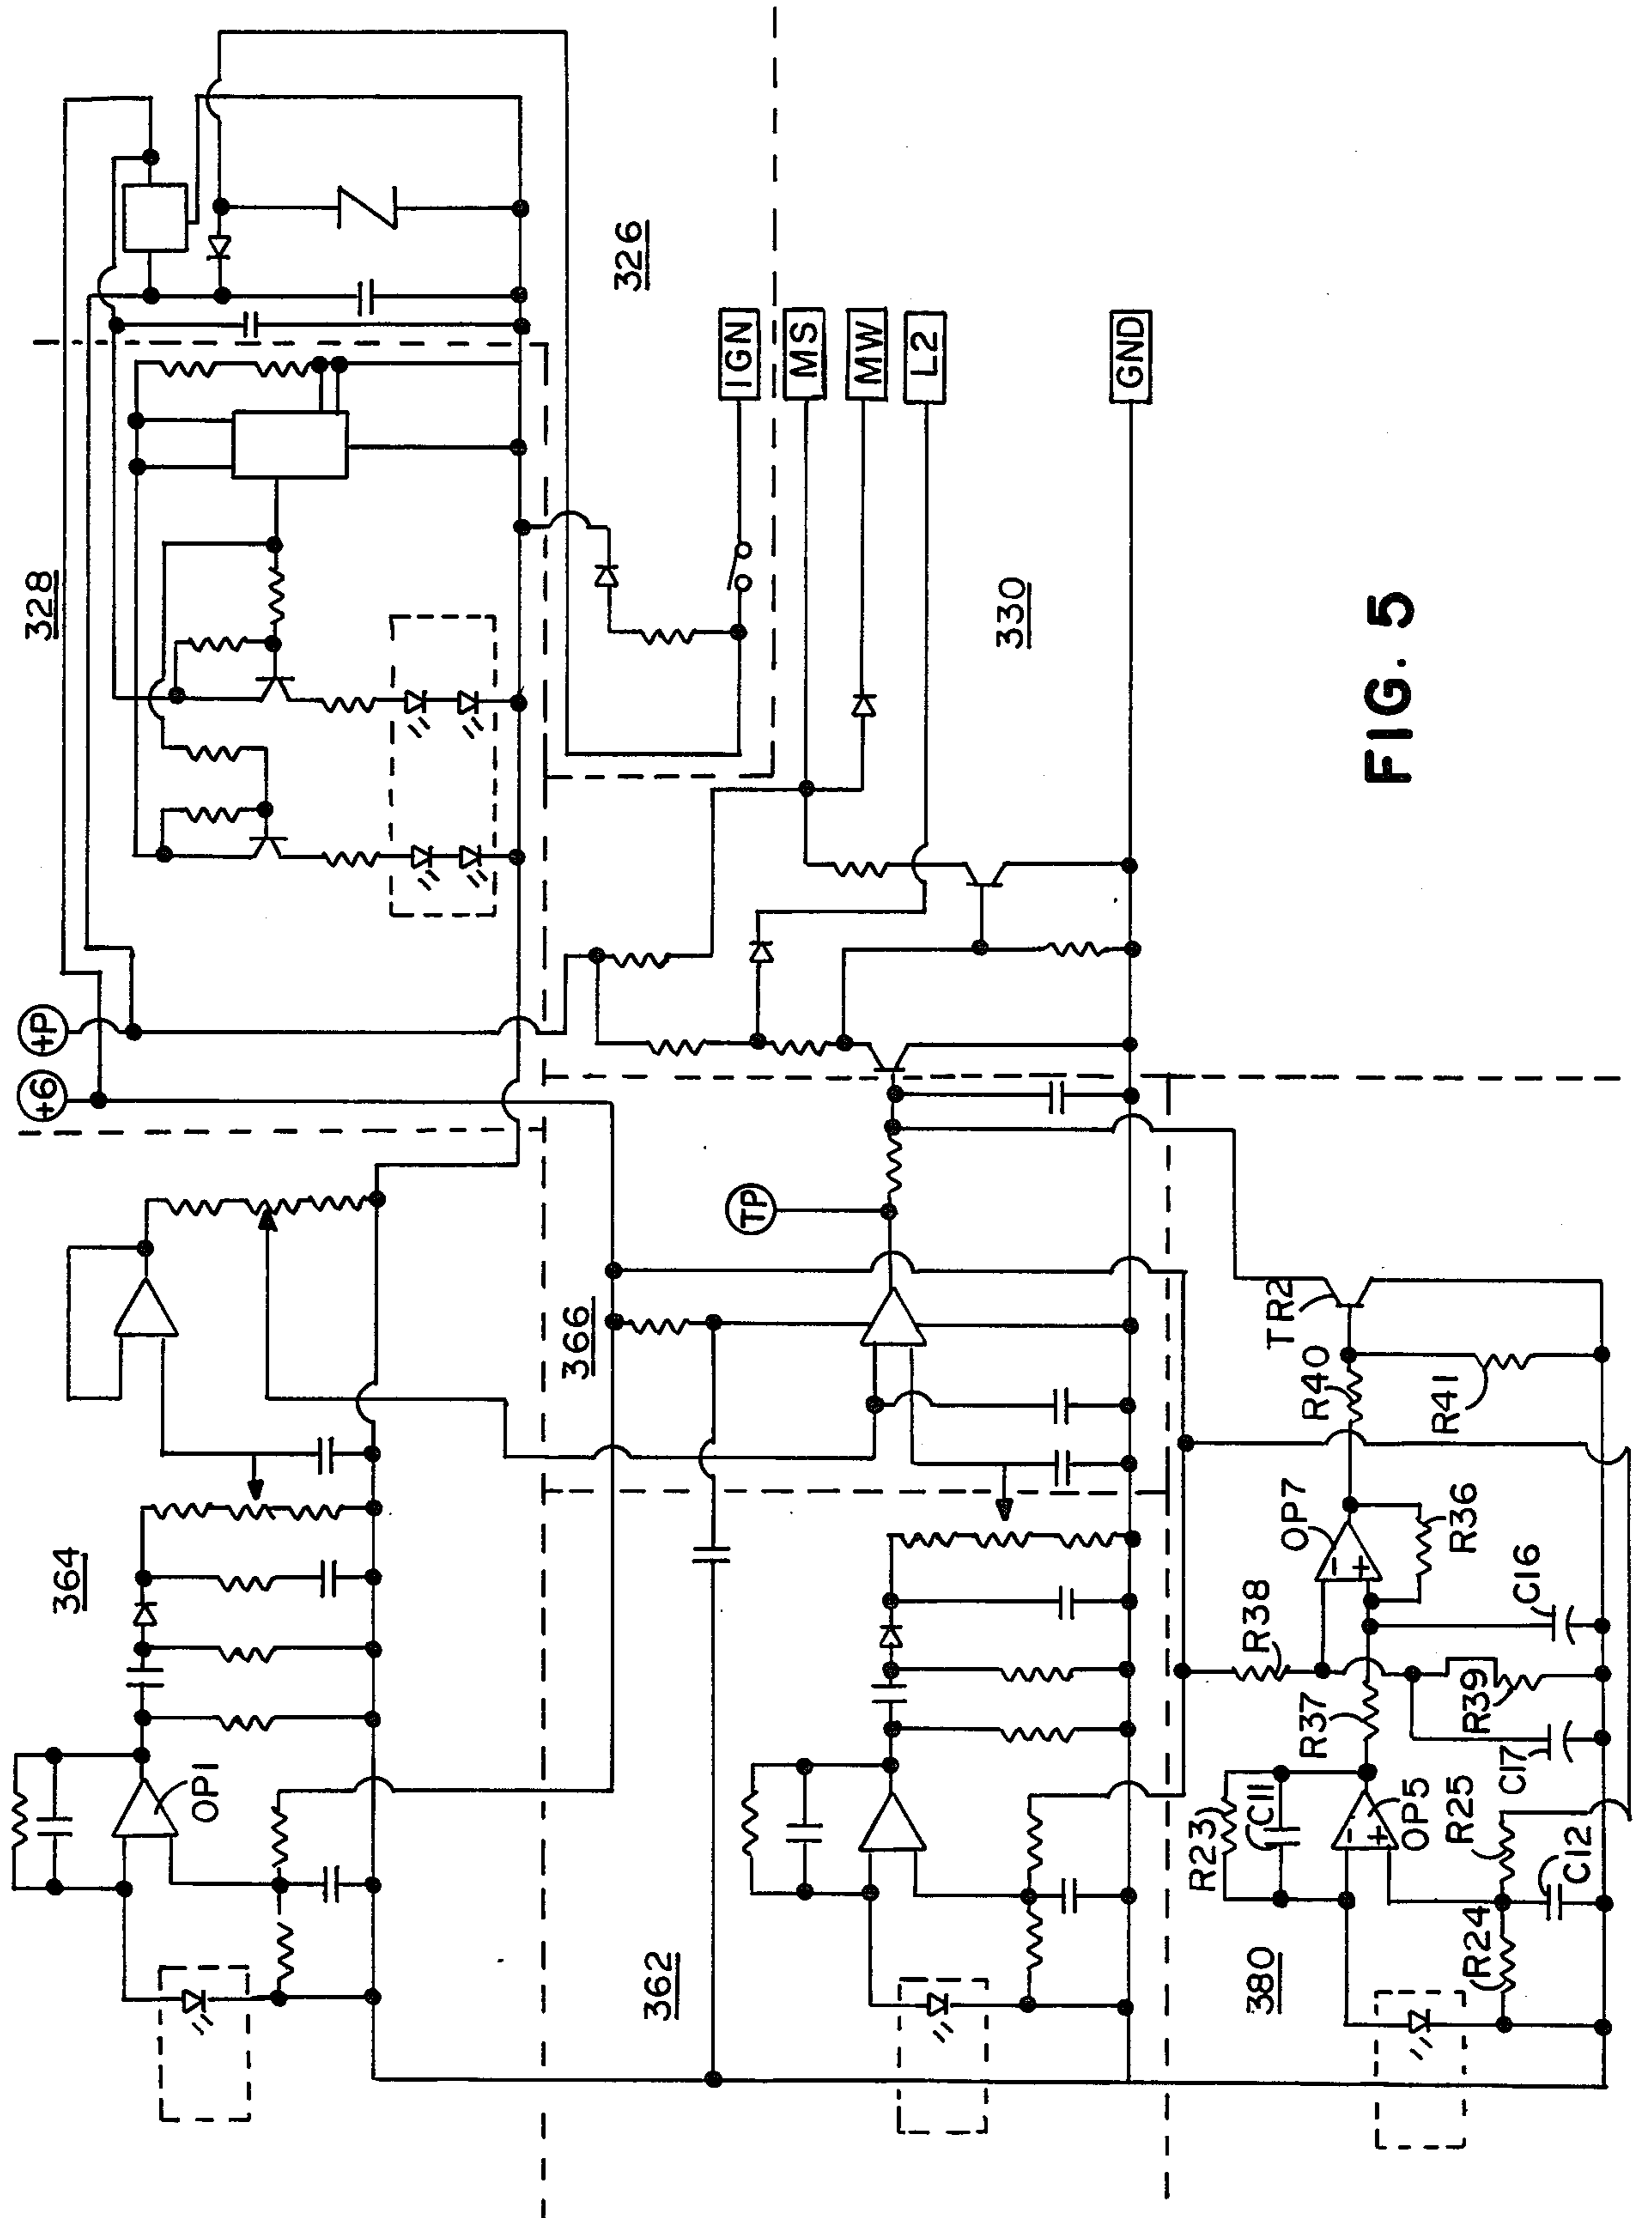 328
326
+P
+6
IGN
MS
MW
L2
GND
330
364
366
TP
OP1
362
FIG. 5
TR2
R40
R41
OP7
R36
R38
C16
R37
R39
C17
R23
C11
OP5
R25
C12
R24
380